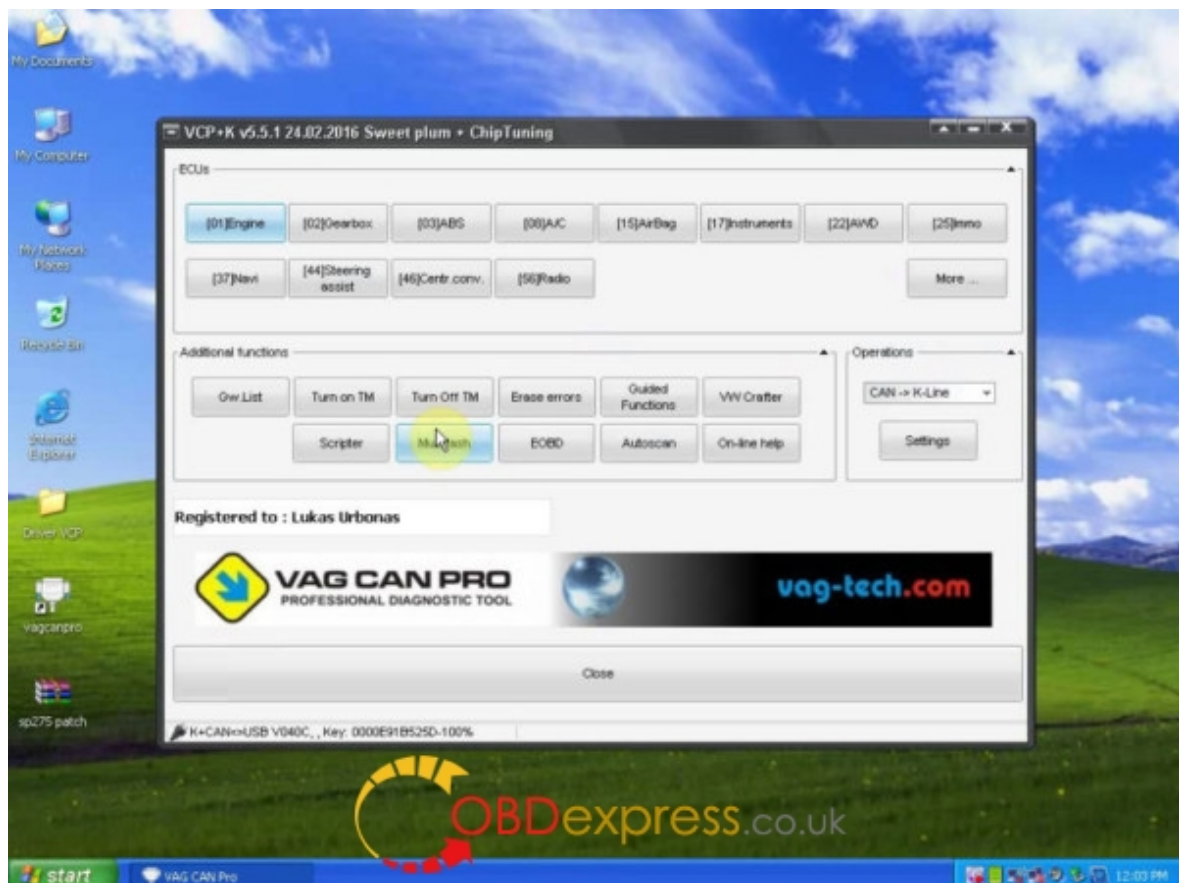 My Documents
My Computer
My Network
Places
Recycle Bin
Internet
Explorer
Driver VCP
vagcanpro
sp275 patch
VCP+K v5.5.1 24.02.2016 Sweet plum + ChipTuning
ECUs
[01]Engine
[02]Gearbox
[03]ABS
[08]A/C
[15]AirBag
[17]Instruments
[22]AWD
[25]Immo
[37]Navi
[44]Steering
assist
[46]Centr.conv.
[56]Radio
More ...
Additional functions
Gw.List
Turn on TM
Turn Off TM
Erase errors
Guided
Functions
VW Crafter
Scripter
EOBD
Autoscan
On-line help
Operations
CAN -> K-Line
Settings
Registered to : Lukas Urbonas
VAG CAN PRO
PROFESSIONAL DIAGNOSTIC TOOL
vag-tech.com
Close
K+CAN<>USB V040C, , Key: 0000E91B525D-100%
OBDexpress.co.uk
start
VAG CAN Pro
12:03 PM